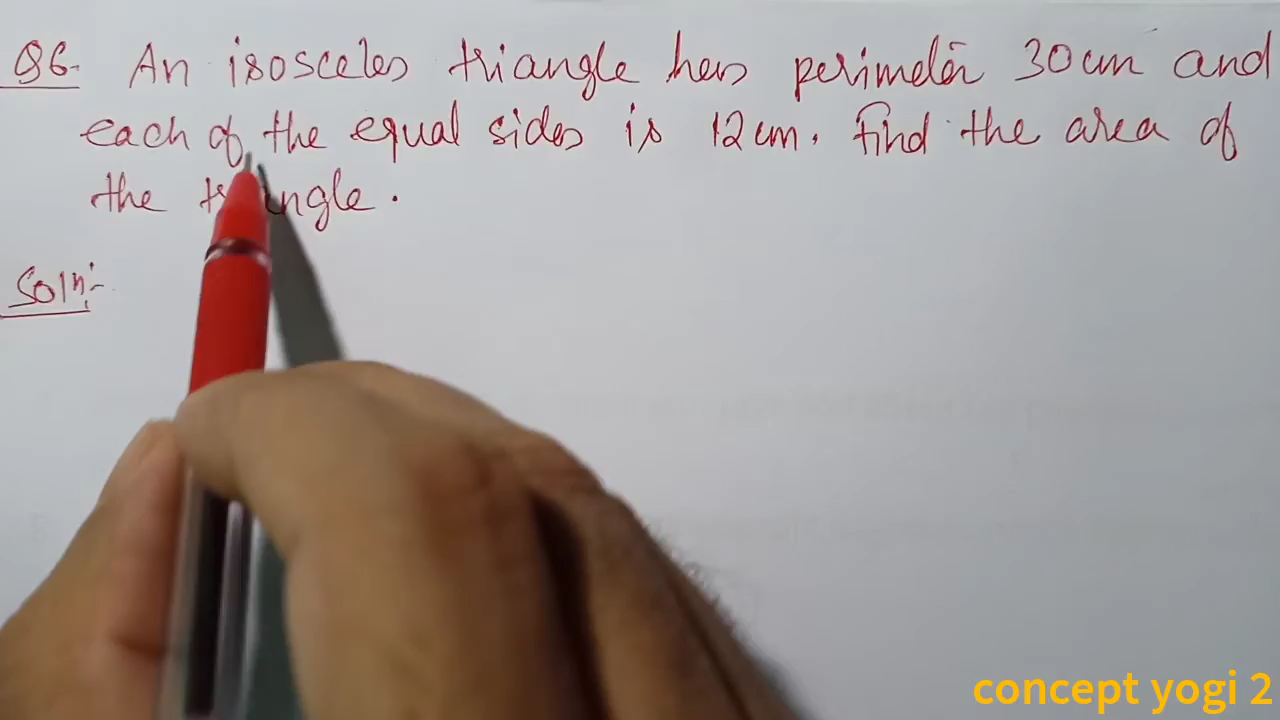 Q6. An isosceles triangle has perimeter 30cm and
each of the equal sides is 12cm. Find the area of
the triangle.
Soln:-
concept yogi 2